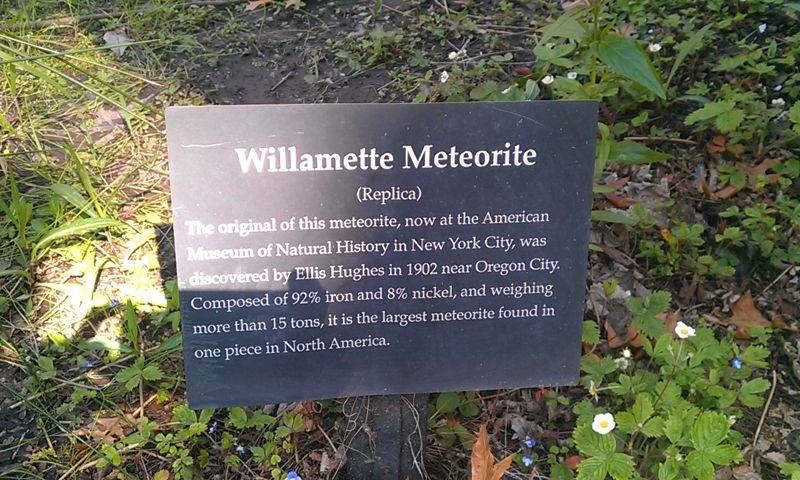 Willamette Meteorite
(Replica)
The original of this meteorite, now at the American
Museum of Natural History in New York City, was
discovered by Ellis Hughes in 1902 near Oregon City.
Composed of 92% iron and 8% nickel, and weighing
more than 15 tons, it is the largest meteorite found in
one piece in North America.